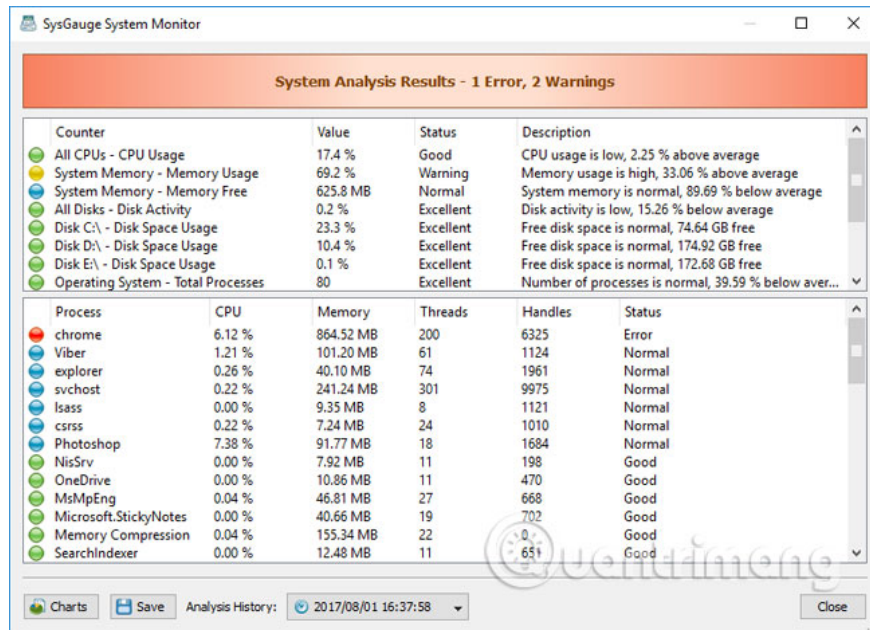 SysGauge System Monitor
System Analysis Results - 1 Error, 2 Warnings
Counter Value Status Description
All CPUs - CPU Usage 17.4 % Good CPU usage is low, 2.25 % above average
System Memory - Memory Usage 69.2 % Warning Memory usage is high, 33.06 % above average
System Memory - Memory Free 625.8 MB Normal System memory is normal, 89.69 % below average
All Disks - Disk Activity 0.2 % Excellent Disk activity is low, 15.26 % below average
Disk C:\ - Disk Space Usage 23.3 % Excellent Free disk space is normal, 74.64 GB free
Disk D:\ - Disk Space Usage 10.4 % Excellent Free disk space is normal, 174.92 GB free
Disk E:\ - Disk Space Usage 0.1 % Excellent Free disk space is normal, 172.68 GB free
Operating System - Total Processes 80 Excellent Number of processes is normal, 39.59 % below aver...
Process CPU Memory Threads Handles Status
chrome 6.12 % 864.52 MB 200 6325 Error
Viber 1.21 % 101.20 MB 61 1124 Normal
explorer 0.26 % 40.10 MB 74 1961 Normal
svchost 0.22 % 241.24 MB 301 9975 Normal
lsass 0.00 % 9.35 MB 8 1121 Normal
csrss 0.22 % 7.24 MB 24 1010 Normal
Photoshop 7.38 % 91.77 MB 18 1684 Normal
NisSrv 0.00 % 7.92 MB 11 198 Good
OneDrive 0.00 % 10.86 MB 11 470 Good
MsMpEng 0.04 % 46.81 MB 27 668 Good
Microsoft.StickyNotes 0.00 % 40.66 MB 19 702 Good
Memory Compression 0.04 % 155.34 MB 22 0 Good
SearchIndexer 0.00 % 12.48 MB 11 651 Good
Quantrimang
Charts Save Analysis History: 2017/08/01 16:37:58 Close